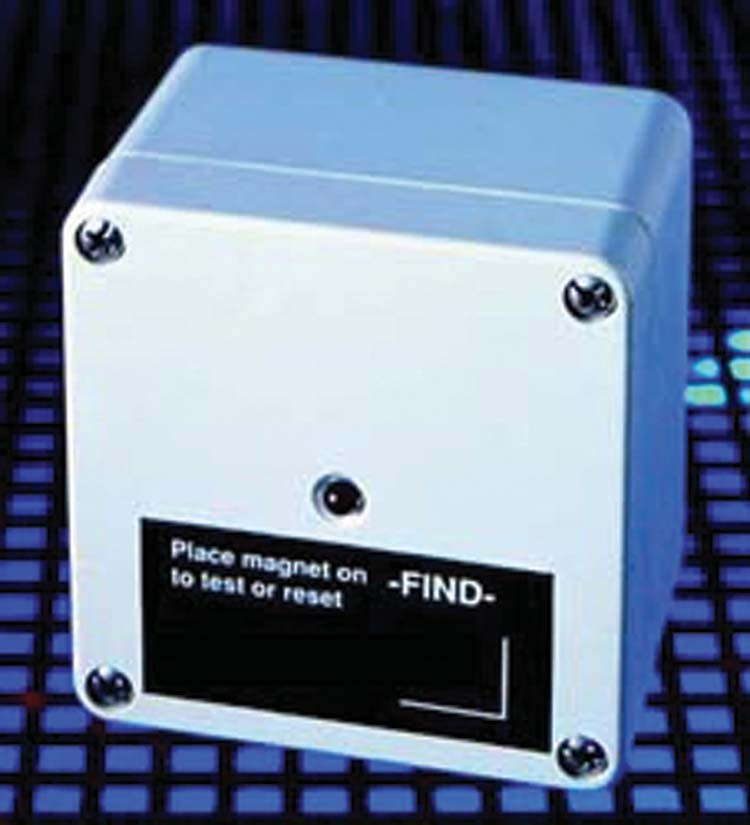 Place magnet on
to test or reset
-FIND-